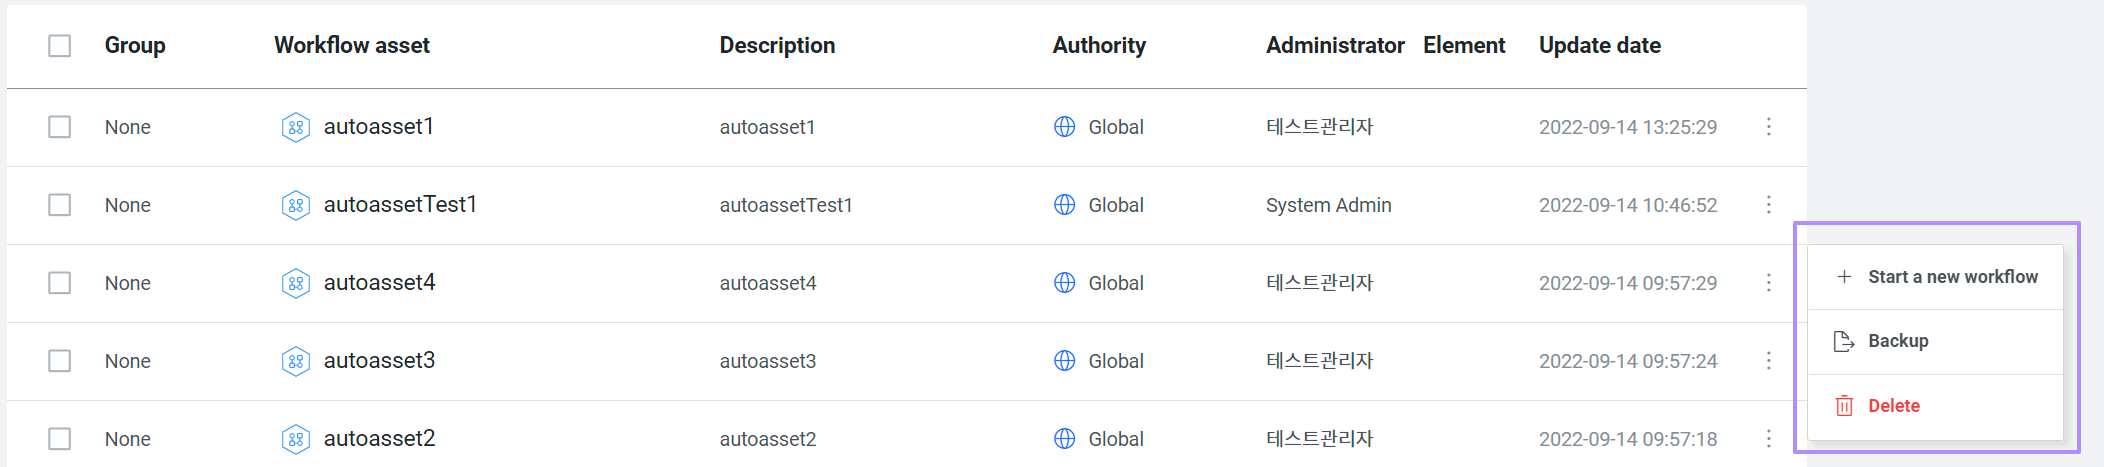 Group Workflow asset Description Authority Administrator Element Update date
None autoasset1 autoasset1 Global 테스트관리자 2022-09-14 13:25:29
None autoassetTest1 autoassetTest1 Global System Admin 2022-09-14 10:46:52
None autoasset4 autoasset4 Global 테스트관리자 2022-09-14 09:57:29
None autoasset3 autoasset3 Global 테스트관리자 2022-09-14 09:57:24
None autoasset2 autoasset2 Global 테스트관리자 2022-09-14 09:57:18
Start a new workflow
Backup
Delete